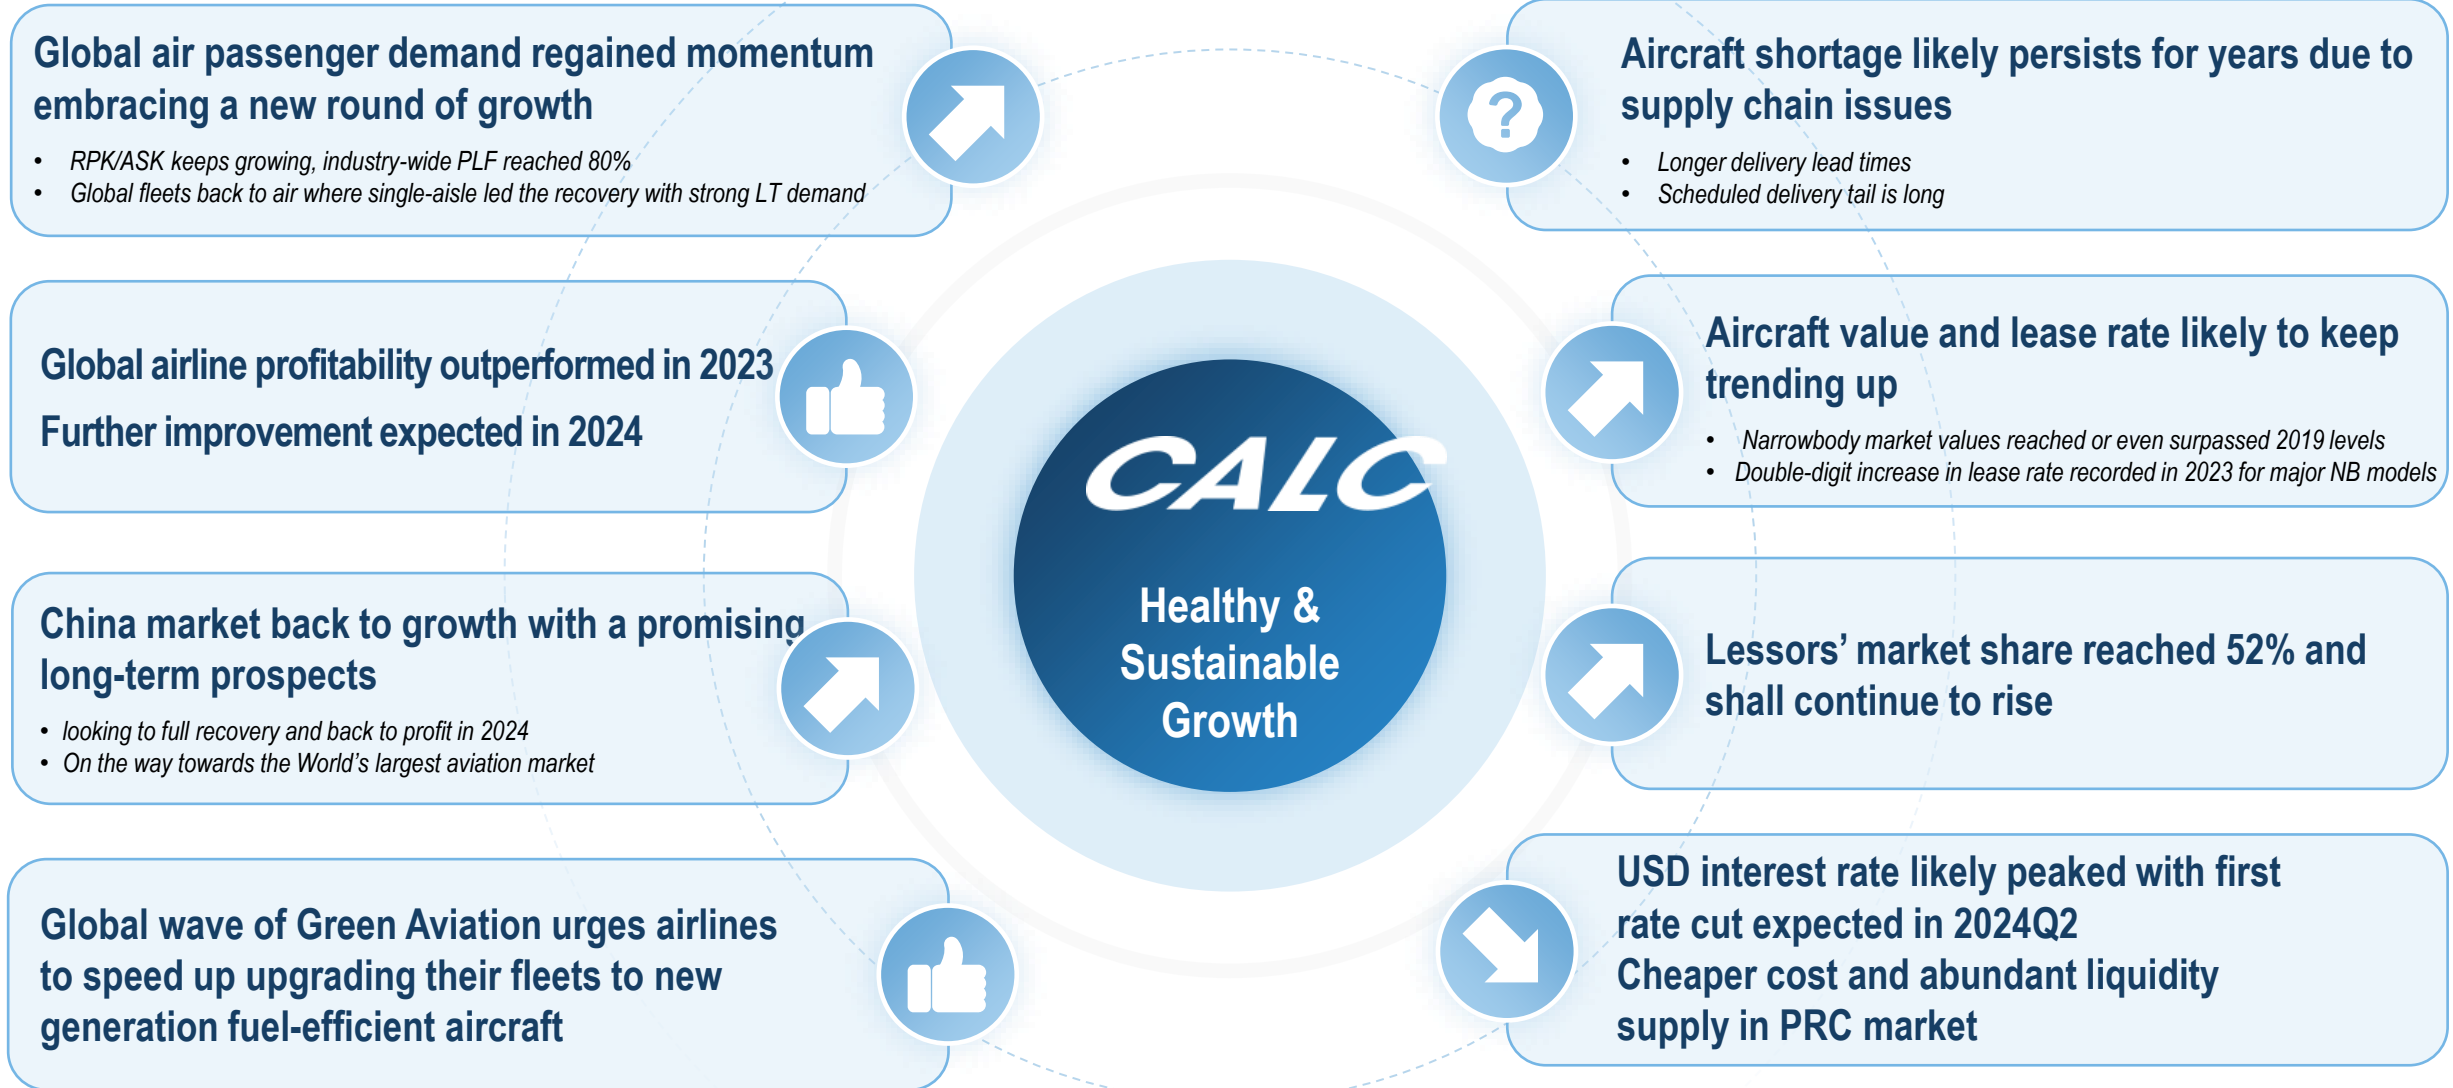 Global air passenger demand regained momentum
embracing a new round of growth
• RPK/ASK keeps growing, industry-wide PLF reached 80%
• Global fleets back to air where single-aisle led the recovery with strong LT demand
Global airline profitability outperformed in 2023
Further improvement expected in 2024
China market back to growth with a promising
long-term prospects
• looking to full recovery and back to profit in 2024
• On the way towards the World's largest aviation market
Global wave of Green Aviation urges airlines
to speed up upgrading their fleets to new
generation fuel-efficient aircraft
CALC
Healthy &
Sustainable
Growth
?
Aircraft shortage likely persists for years due to
supply chain issues
• Longer delivery lead times
• Scheduled delivery tail is long
Aircraft value and lease rate likely to keep
trending up
• Narrowbody market values reached or even surpassed 2019 levels
• Double-digit increase in lease rate recorded in 2023 for major NB models
Lessors' market share reached 52% and
shall continue to rise
USD interest rate likely peaked with first
rate cut expected in 2024Q2
Cheaper cost and abundant liquidity
supply in PRC market